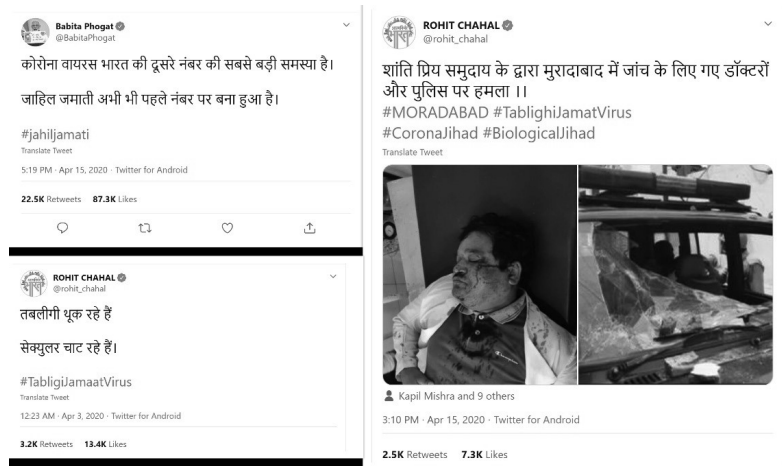 Babita Phogat
@BabitaPhogat
कोरोना वायरस भारत की दूसरे नंबर की सबसे बड़ी समस्या है।
जाहिल जमाती अभी भी पहले नंबर पर बना हुआ है।
#jahiljamati
Translate Tweet
5:19 PM · Apr 15, 2020 · Twitter for Android
22.5K Retweets 87.3K Likes
ROHIT CHAHAL
@rohit_chahal
तबलीगी थूक रहे हैं
सेक्युलर चाट रहे हैं।
#TabligiJamaatVirus
Translate Tweet
12:23 AM · Apr 3, 2020 · Twitter for Android
3.2K Retweets 13.4K Likes
ROHIT CHAHAL
@rohit_chahal
शांति प्रिय समुदाय के द्वारा मुरादाबाद में जांच के लिए गए डॉक्टरों
और पुलिस पर हमला ।।
#MORADABAD #TablighiJamatVirus
#CoronaJihad #BiologicalJihad
Translate Tweet
Champion
Kapil Mishra and 9 others
3:10 PM · Apr 15, 2020 · Twitter for Android
2.5K Retweets 7.3K Likes